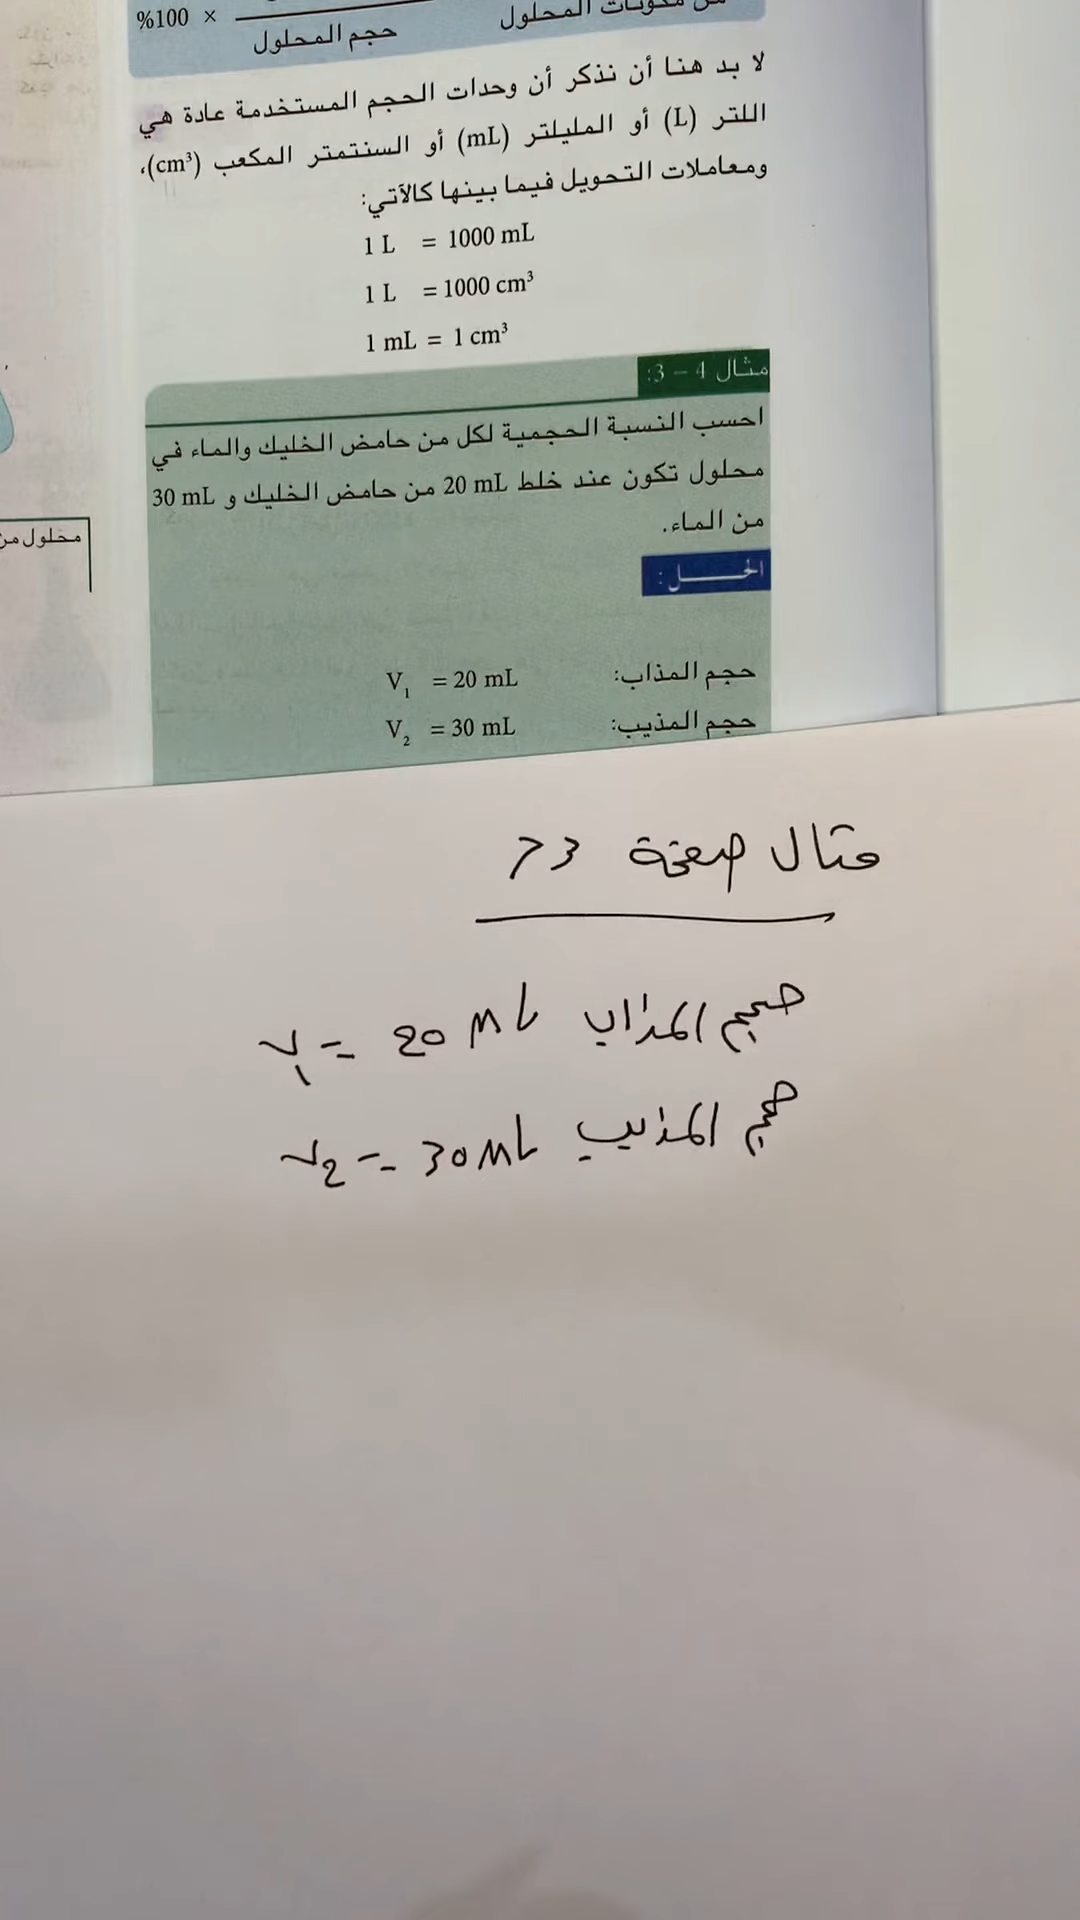 حجم المحلول × 100%
لا بد هنا أن نذكر أن وحدات الحجم المستخدمة عادة هي
اللتر (L) أو المليلتر (mL) أو السنتمتر المكعب (cm³)،
ومعاملات التحويل فيما بينها كالآتي:
1 L = 1000 mL
1 L = 1000 cm³
1 mL = 1 cm³
مثال 4 – 3:
احسب النسبة الحجمية لكل من حامض الخليك والماء في
محلول تكون عند خلط 20 mL من حامض الخليك و 30 mL
من الماء.
الحـــــل :
حجم المذاب: V₁ = 20 mL
حجم المذيب: V₂ = 30 mL
محلول من
مثال صفحة
حجم المذاب V₁ = 20 ML
حجم المذيب V₂ = 30 ML